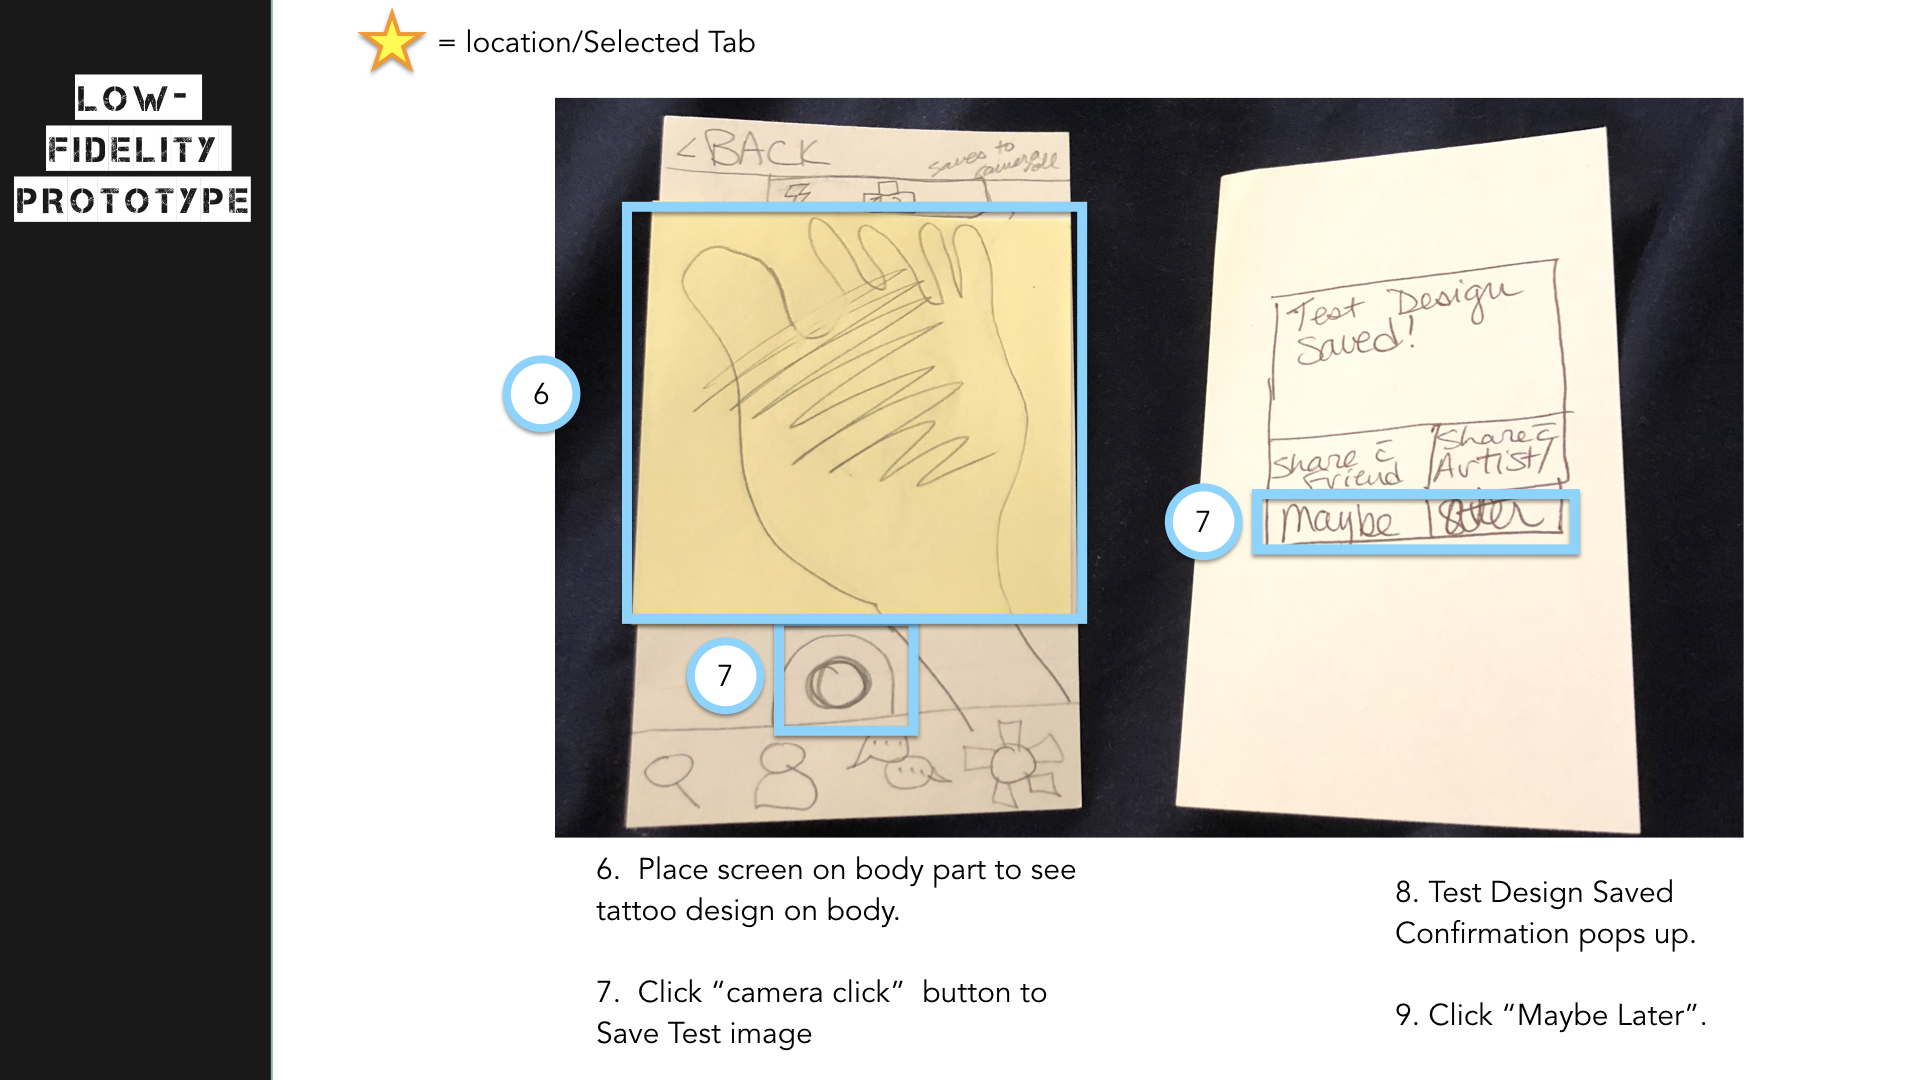 LOW-
FIDELITY
PROTOTYPE
= location/Selected Tab
< BACK
saves to
camera roll
6
7
Test Design
Saved!
Share c̄
Friend
Share c̄
Artist
7
Maybe later
6.  Place screen on body part to see
tattoo design on body.
7.  Click “camera click”  button to
Save Test image
8. Test Design Saved
Confirmation pops up.
9. Click “Maybe Later”.